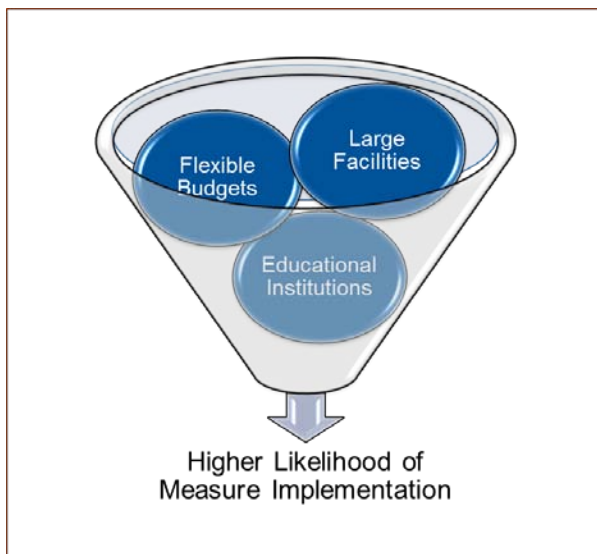 Flexible
Budgets
Large
Facilities
Educational
Institutions
Higher Likelihood of
Measure Implementation